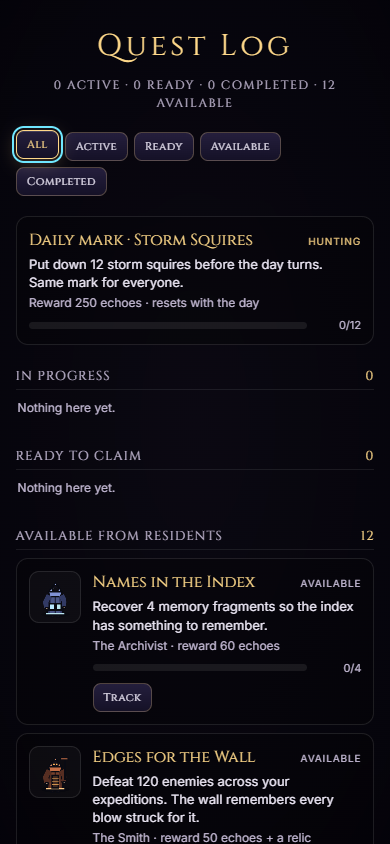 Quest Log
0 ACTIVE · 0 READY · 0 COMPLETED · 12
AVAILABLE
All Active Ready Available
Completed
Daily mark · Storm Squires HUNTING
Put down 12 storm squires before the day turns.
Same mark for everyone.
Reward 250 echoes · resets with the day
0/12
IN PROGRESS 0
Nothing here yet.
READY TO CLAIM 0
Nothing here yet.
AVAILABLE FROM RESIDENTS 12
Names in the Index AVAILABLE
Recover 4 memory fragments so the index
has something to remember.
The Archivist · reward 60 echoes
0/4
Track
Edges for the Wall AVAILABLE
Defeat 120 enemies across your
expeditions. The wall remembers every
blow struck for it.
The Smith · reward 50 echoes + a relic